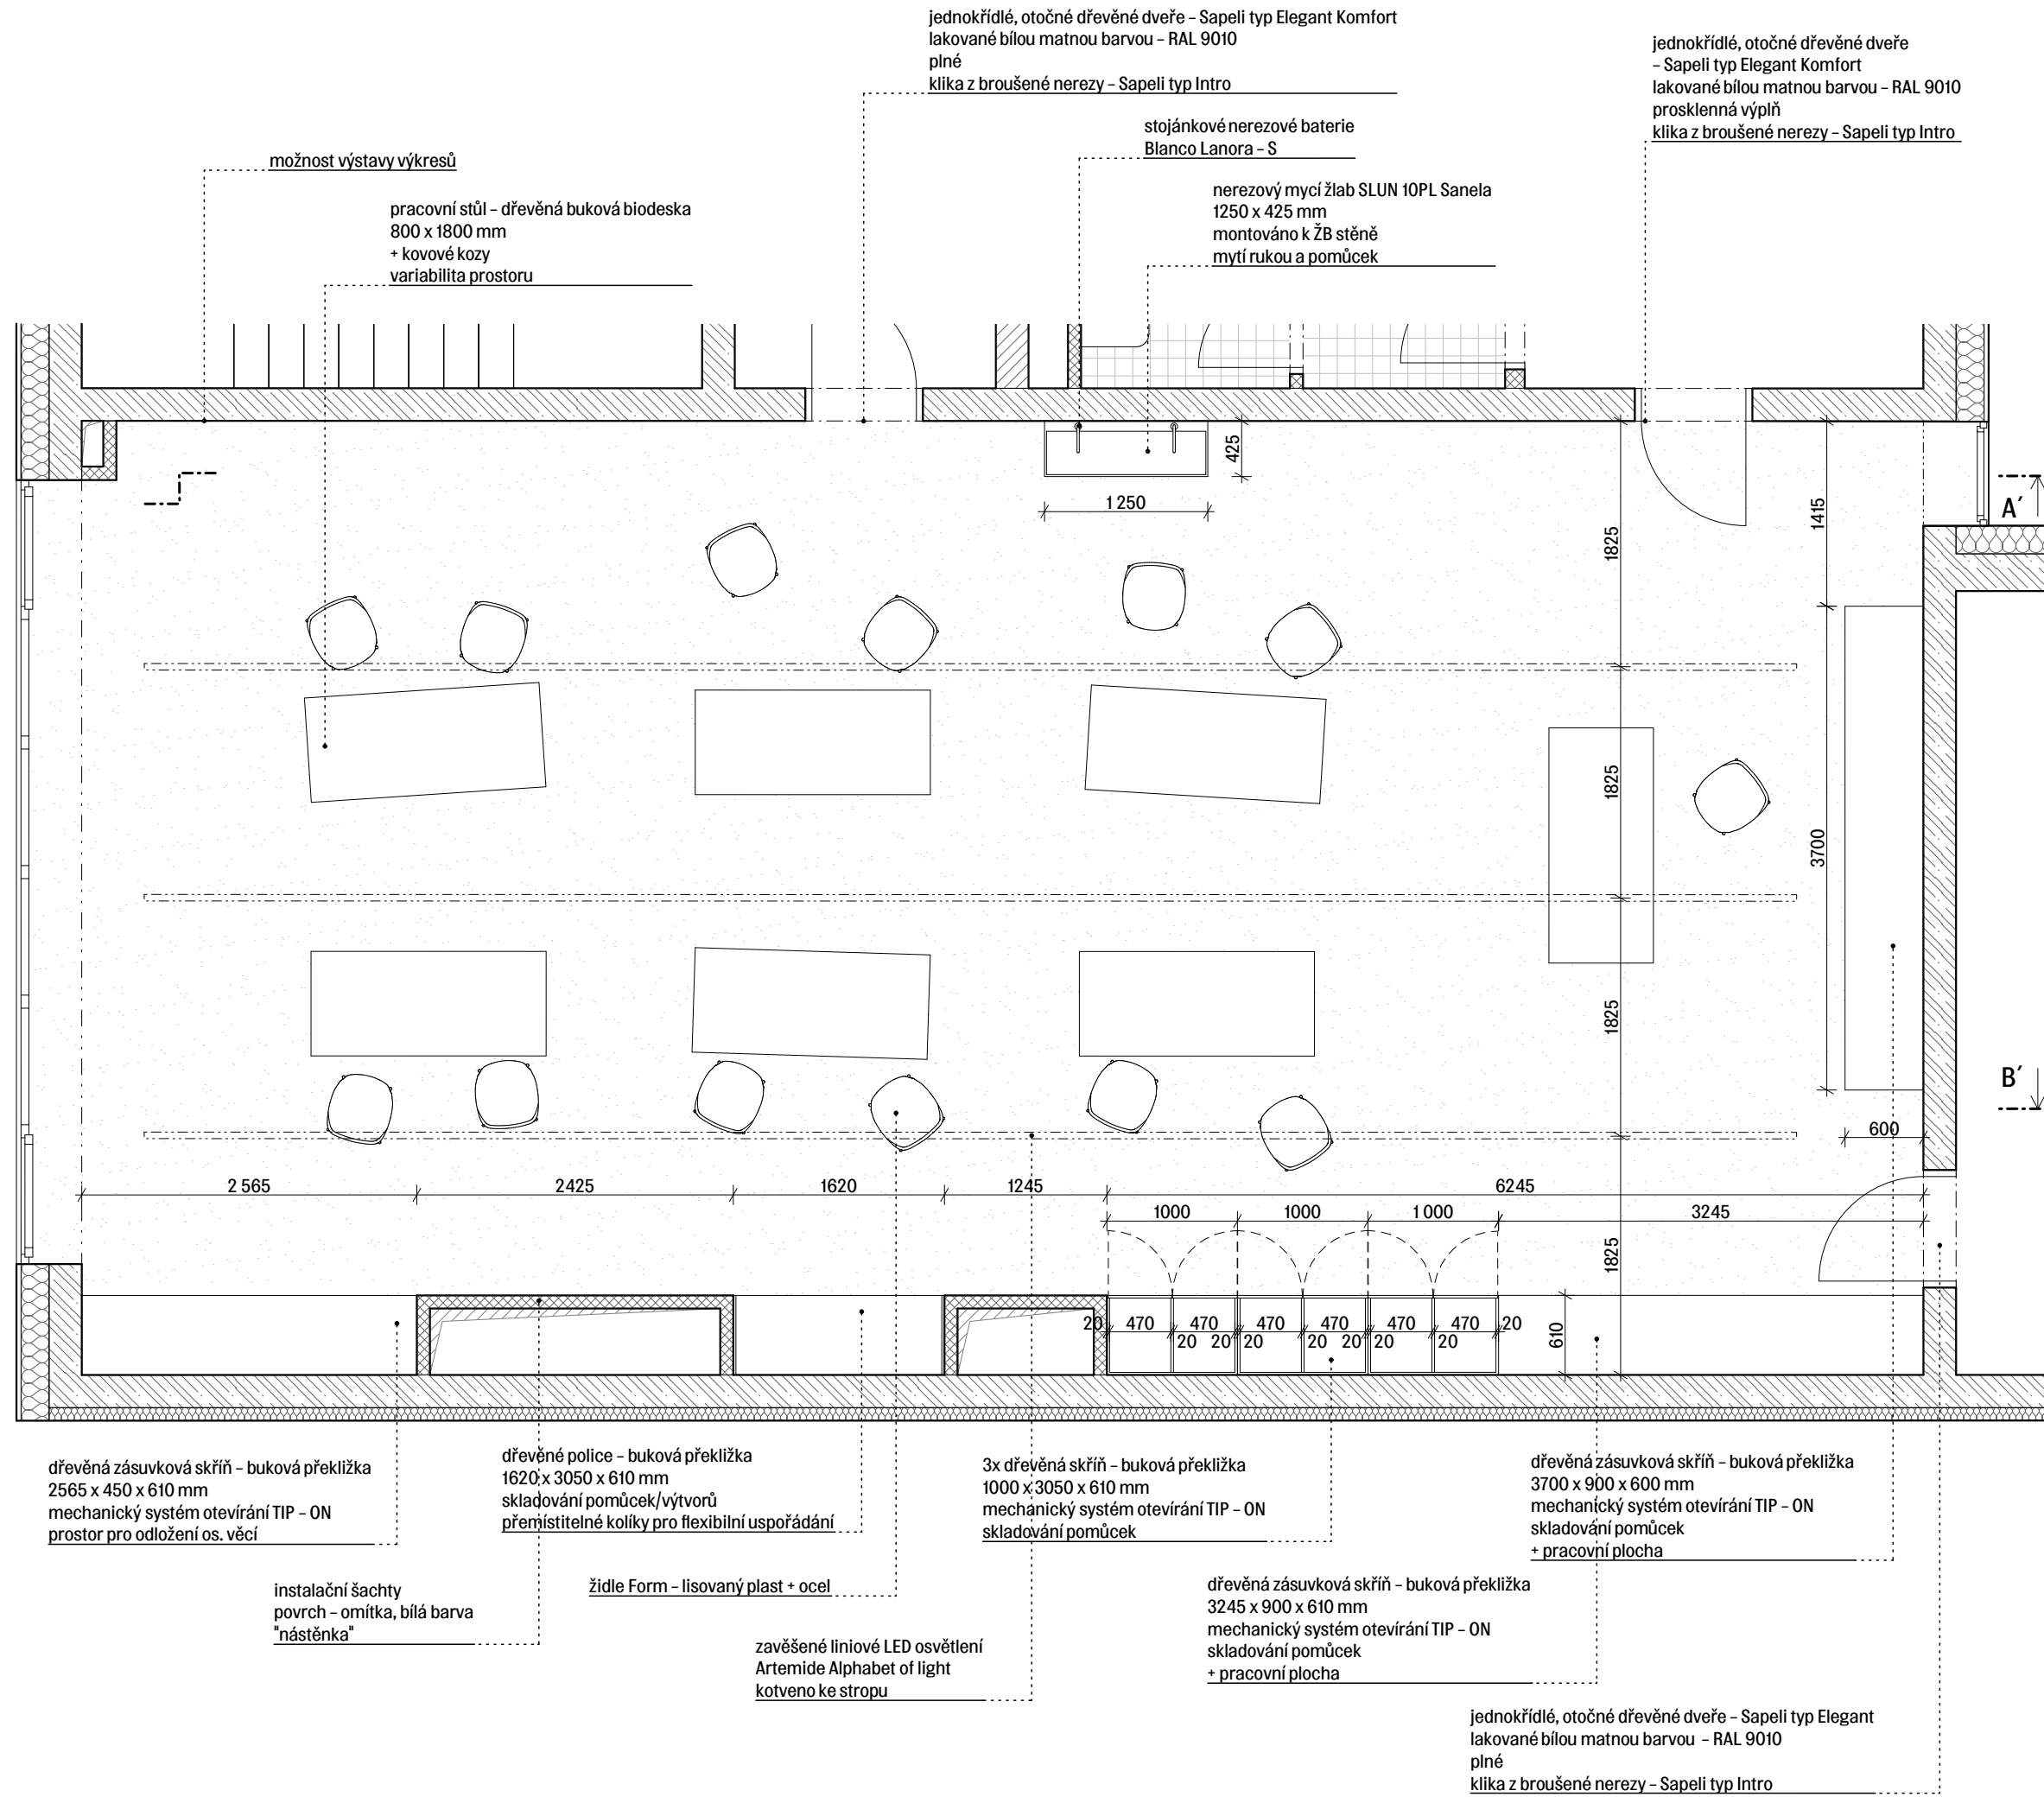 jednokřídlé, otočné dřevěné dveře – Sapeli typ Elegant Komfort
lakované bílou matnou barvou – RAL 9010
plné
klika z broušené nerezy – Sapeli typ Intro
jednokřídlé, otočné dřevěné dveře
– Sapeli typ Elegant Komfort
lakované bílou matnou barvou – RAL 9010
prosklenná výplň
klika z broušené nerezy – Sapeli typ Intro
stojánkové nerezové baterie
Blanco Lanora – S
možnost výstavy výkresů
nerezový mycí žlab SLUN 10PL Sanela
1250 x 425 mm
montováno k ŽB stěně
mytí rukou a pomůcek
pracovní stůl – dřevěná buková biodeska
800 x 1800 mm
+ kovové kozy
variabilita prostoru
425
1 250
1825
1415
A´
1825
3700
1825
B´
600
2 565
2425
1620
1245
6245
1000
1000
1 000
3245
1825
20
470
470
470
470
470
470
20
20
20
20
20
20
20
20
610
dřevěná zásuvková skříň – buková překližka
2565 x 450 x 610 mm
mechanický systém otevírání TIP – ON
prostor pro odložení os. věcí
dřevěné police – buková překližka
1620 x 3050 x 610 mm
skladování pomůcek/výtvorů
přemístitelné kolíky pro flexibilní uspořádání
3x dřevěná skříň – buková překližka
1000 x 3050 x 610 mm
mechanický systém otevírání TIP – ON
skladování pomůcek
dřevěná zásuvková skříň – buková překližka
3700 x 900 x 600 mm
mechanický systém otevírání TIP – ON
skladování pomůcek
+ pracovní plocha
instalační šachty
povrch – omítka, bílá barva
"nástěnka"
židle Form – lisovaný plast + ocel
dřevěná zásuvková skříň – buková překližka
3245 x 900 x 610 mm
mechanický systém otevírání TIP – ON
skladování pomůcek
+ pracovní plocha
zavěšené liniové LED osvětlení
Artemide Alphabet of light
kotveno ke stropu
jednokřídlé, otočné dřevěné dveře – Sapeli typ Elegant
lakované bílou matnou barvou – RAL 9010
plné
klika z broušené nerezy – Sapeli typ Intro